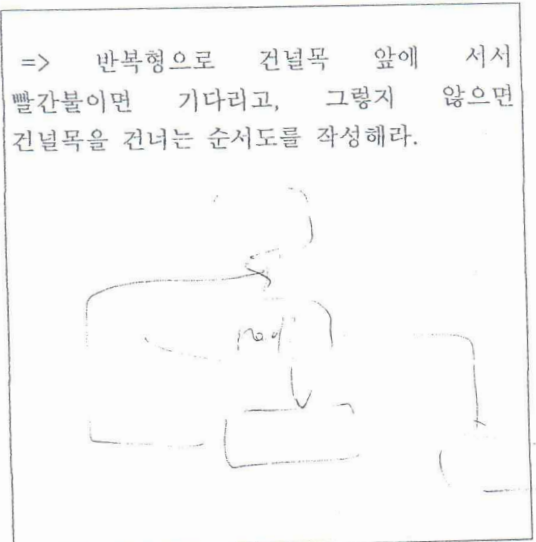 => 반복형으로 건널목 앞에 서서
빨간불이면 기다리고, 그렇지 않으면
건널목을 건너는 순서도를 작성해라.